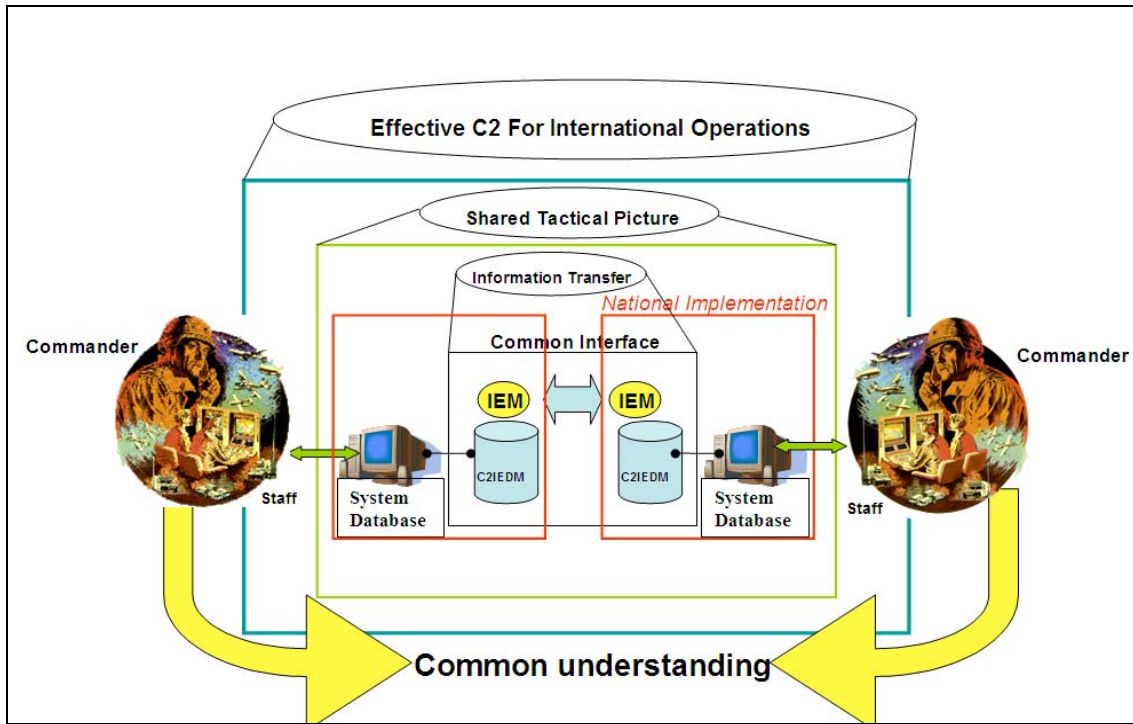 Effective C2 For International Operations
Shared Tactical Picture
Information Transfer
National Implementation
Commander
Common Interface
Commander
IEM
IEM
C2IEDM
C2IEDM
Staff
System
Database
System
Database
Staff
Common understanding